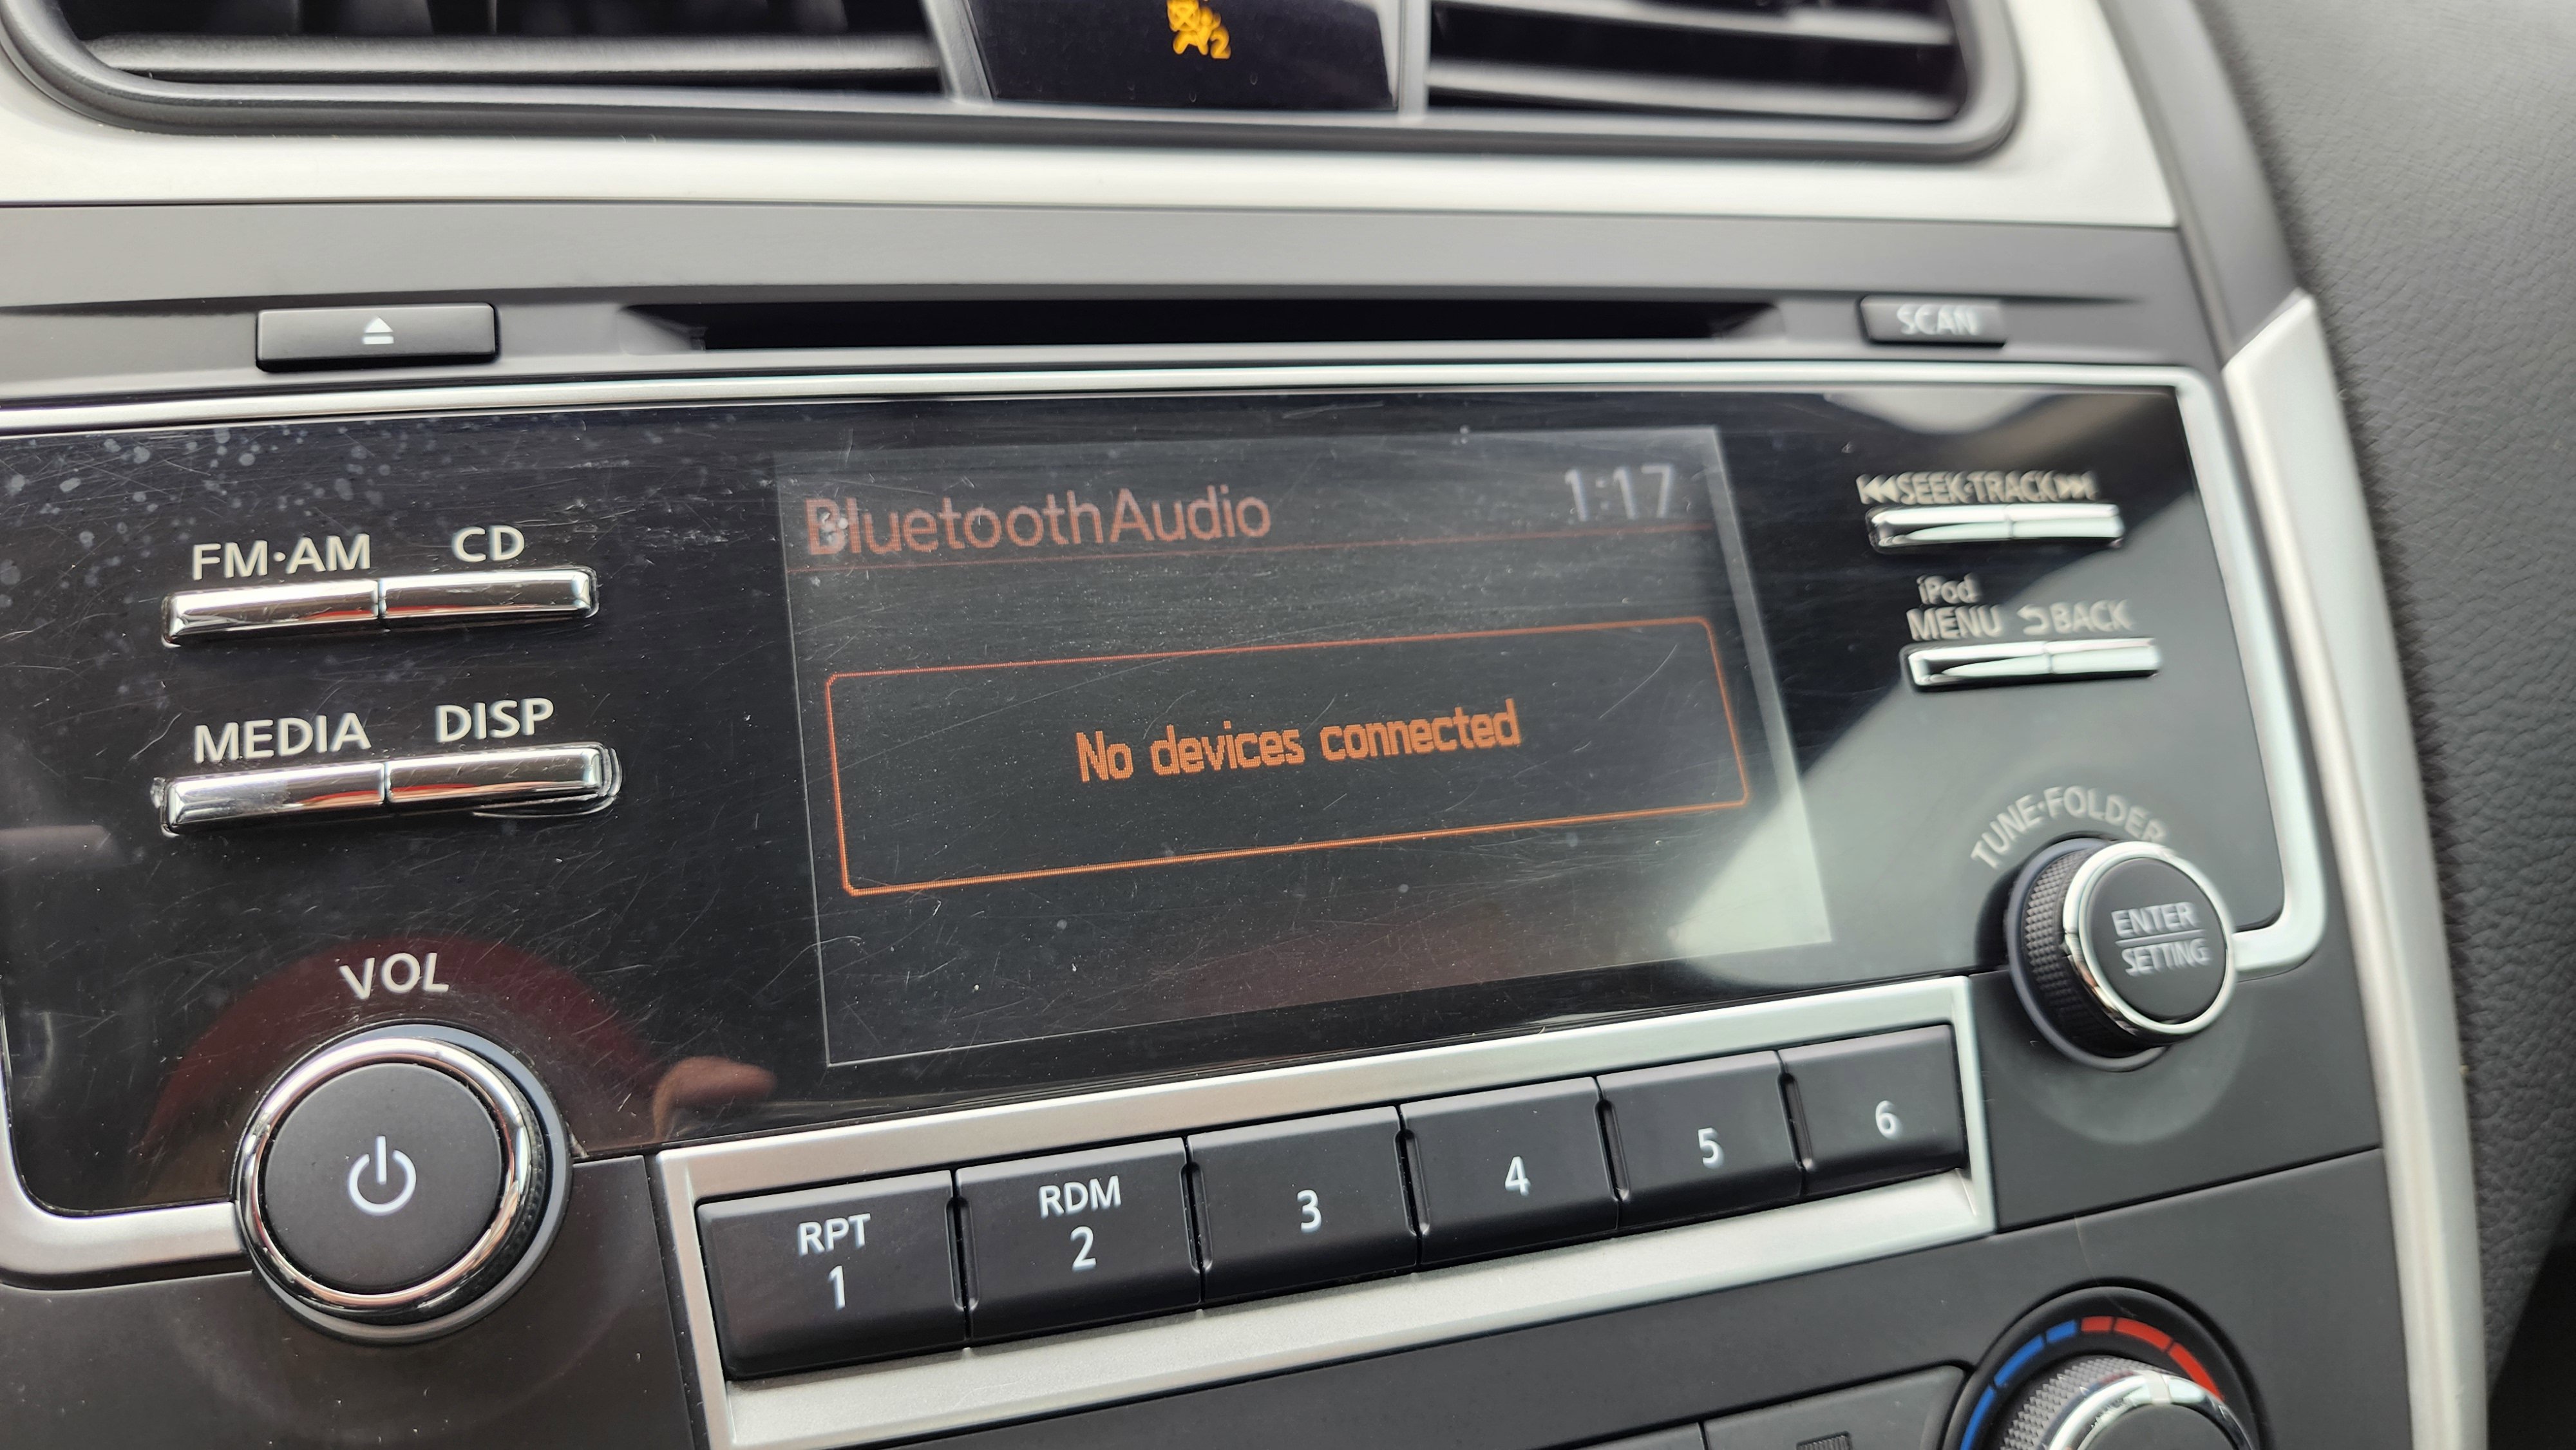 2
SCAN
BluetoothAudio 1:17
SEEK·TRACK
FM·AM CD
iPod
MENU BACK
No devices connected
MEDIA DISP
TUNE·FOLDER
ENTER
SETTING
VOL
RPT
1
RDM
2
3
4
5
6